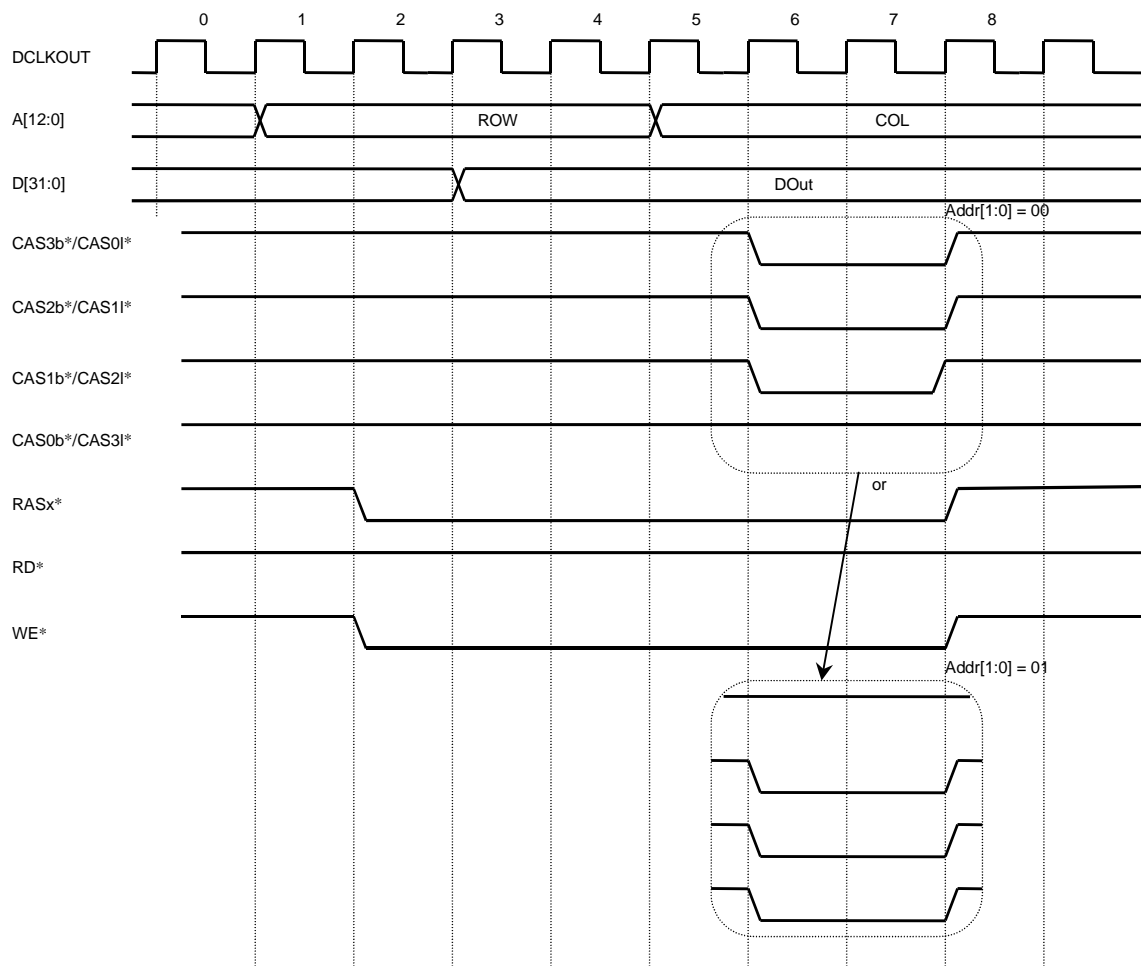 0 1 2 3 4 5 6 7 8
DCLKOUT
A[12:0] ROW COL
D[31:0] DOut
Addr[1:0] = 00
CAS3b*/CAS0l*
CAS2b*/CAS1l*
CAS1b*/CAS2l*
CAS0b*/CAS3l*
or
RASx*
RD*
WE*
Addr[1:0] = 01